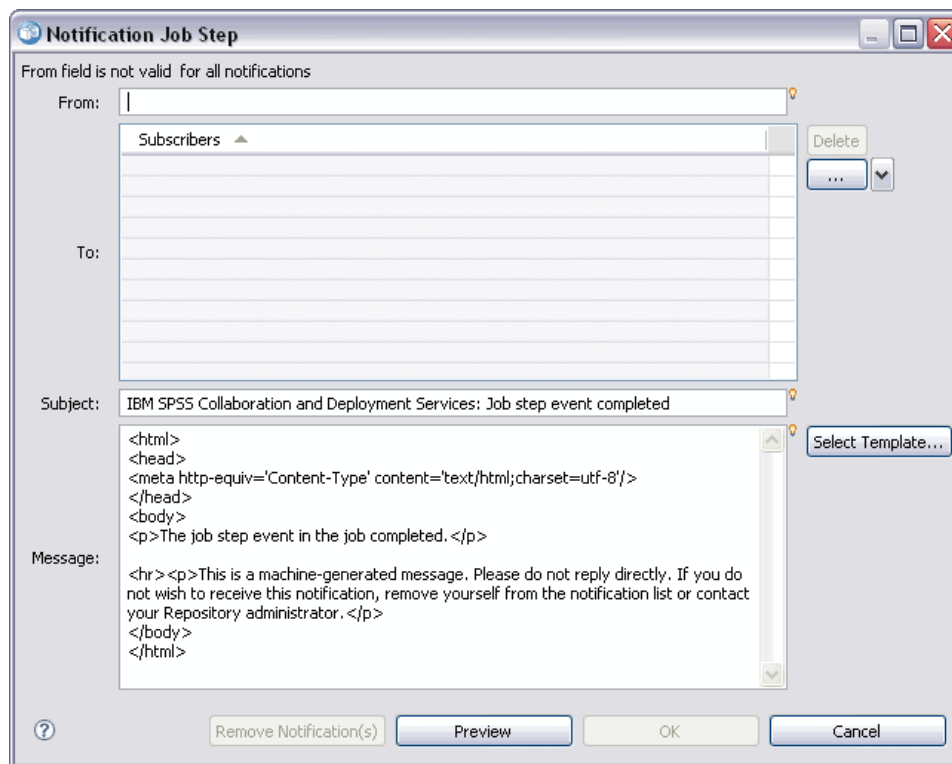 Notification Job Step
From field is not valid for all notifications
From:
Subscribers
Delete
...
To:
Subject:
IBM SPSS Collaboration and Deployment Services: Job step event completed
<html>
<head>
<meta http-equiv='Content-Type' content='text/html;charset=utf-8'/>
</head>
<body>
<p>The job step event in the job completed.</p>
Select Template...
Message:
<hr><p>This is a machine-generated message. Please do not reply directly. If you do
not wish to receive this notification, remove yourself from the notification list or contact
your Repository administrator.</p>
</body>
</html>
?
Remove Notification(s)
Preview
OK
Cancel